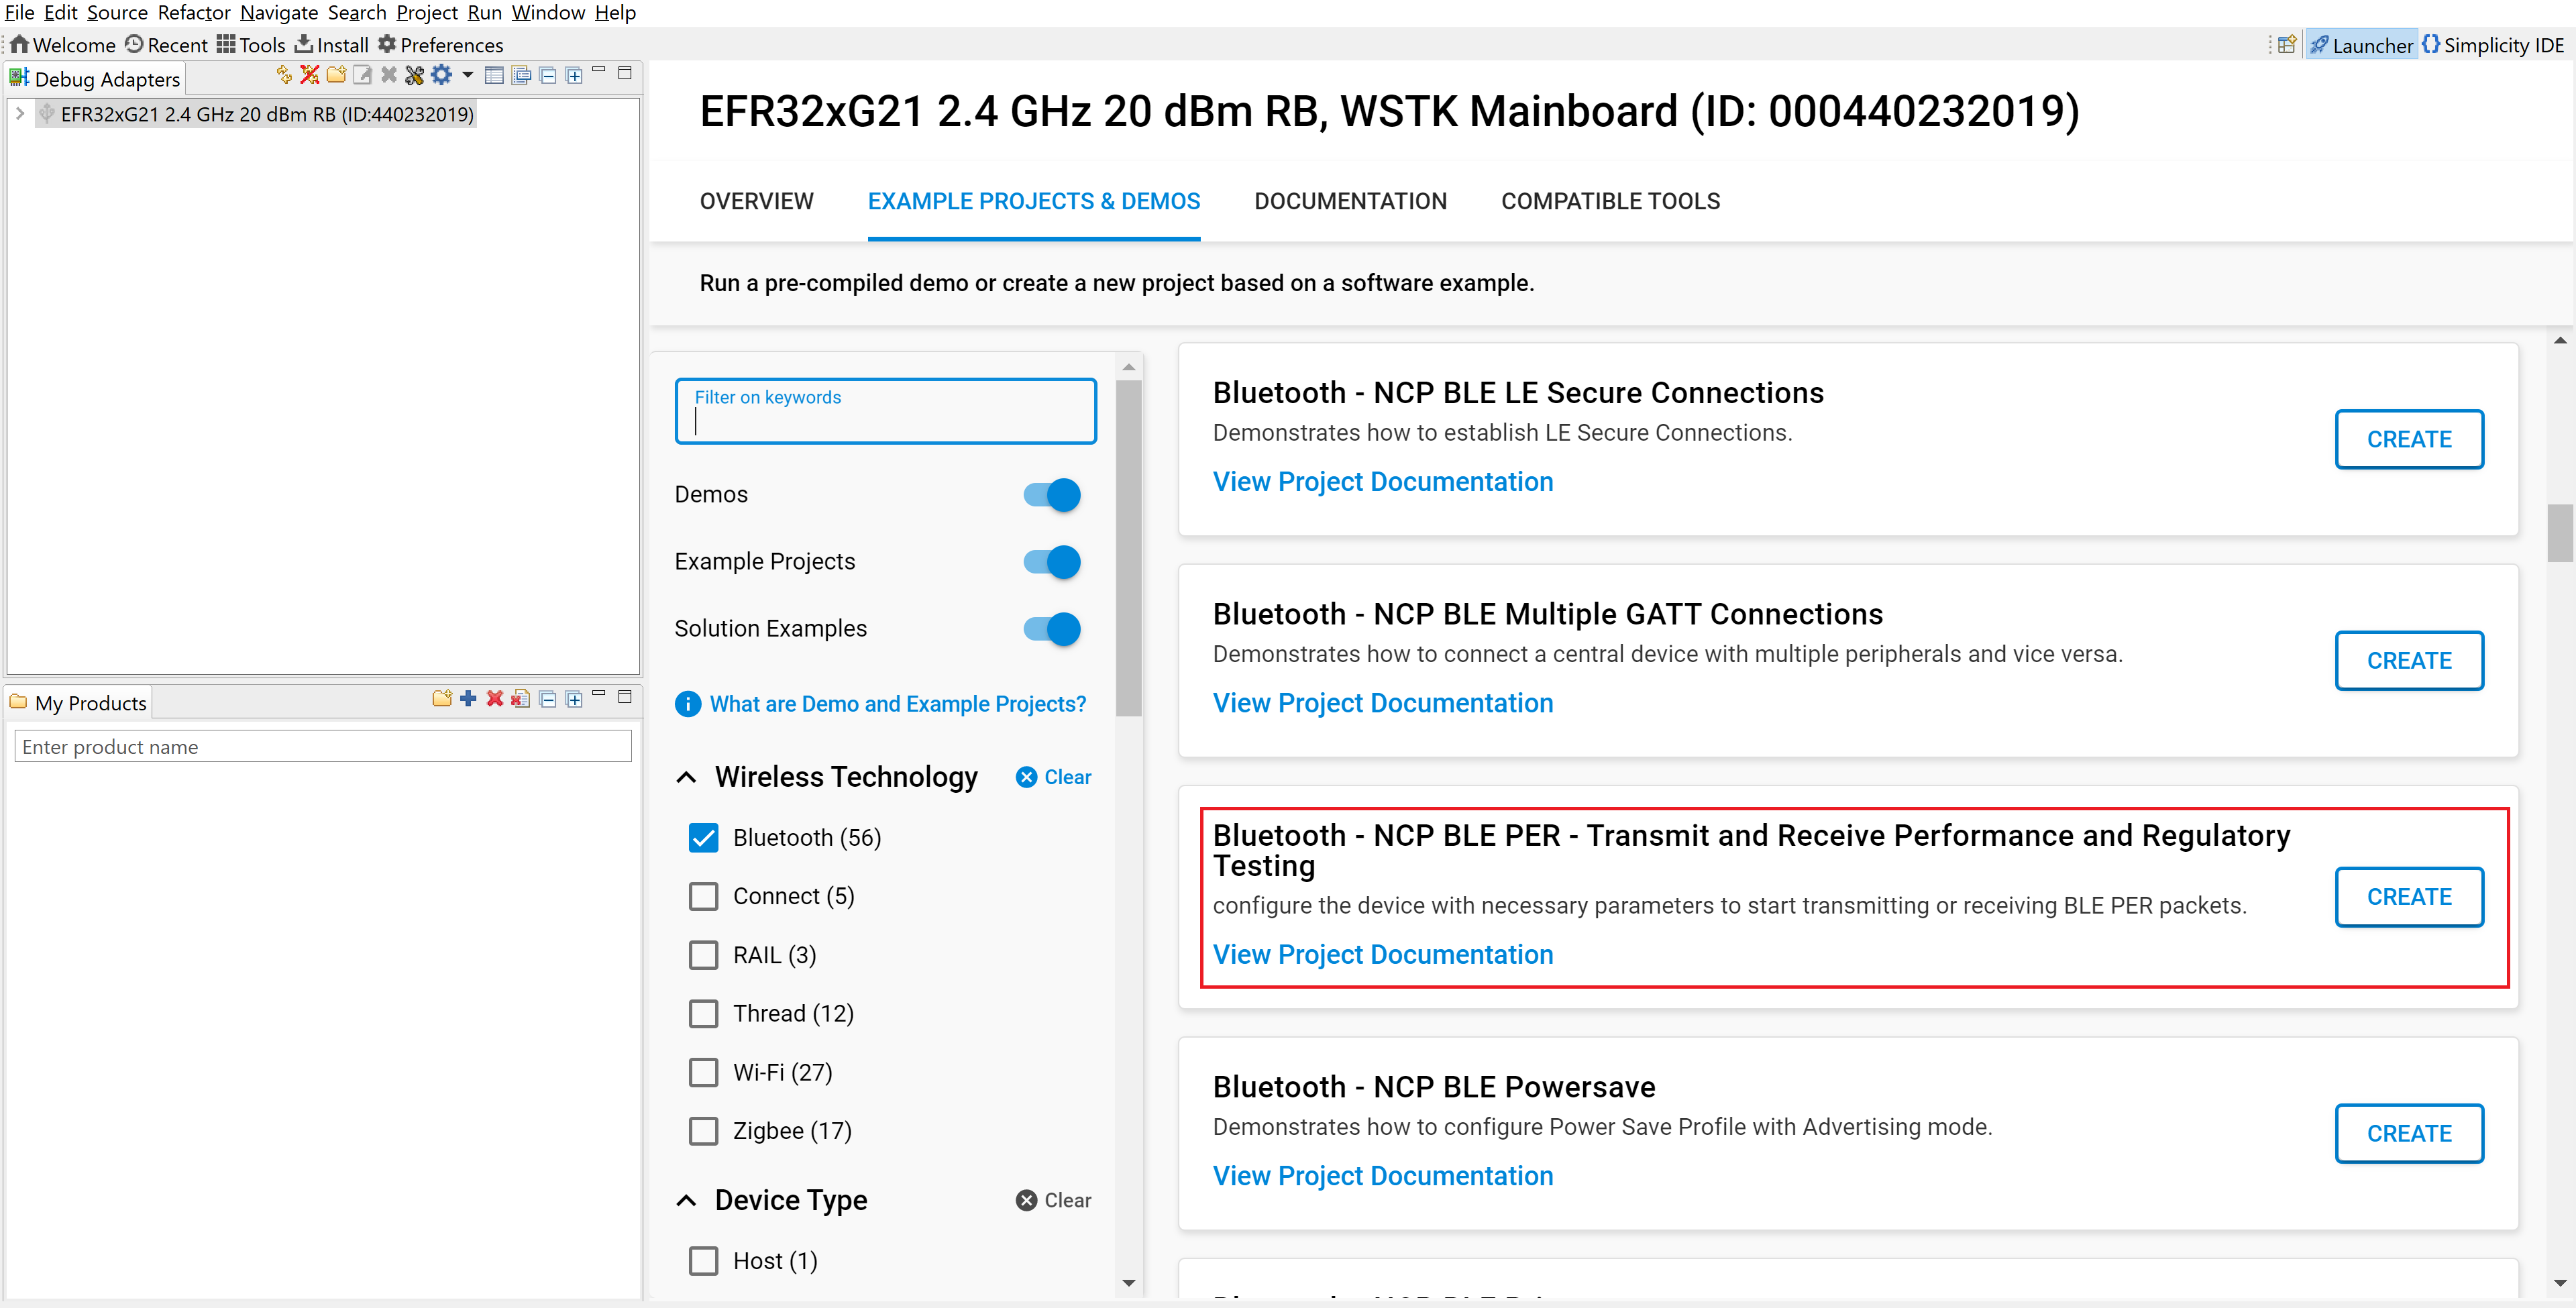 File Edit Source Refactor Navigate Search Project Run Window Help
Welcome Recent Tools Install Preferences
Launcher Simplicity IDE
Debug Adapters
EFR32xG21 2.4 GHz 20 dBm RB (ID:440232019)
My Products
Enter product name
EFR32xG21 2.4 GHz 20 dBm RB, WSTK Mainboard (ID: 000440232019)
OVERVIEW EXAMPLE PROJECTS & DEMOS DOCUMENTATION COMPATIBLE TOOLS
Run a pre-compiled demo or create a new project based on a software example.
Filter on keywords
Demos
Example Projects
Solution Examples
What are Demo and Example Projects?
Wireless Technology Clear
Bluetooth (56)
Connect (5)
RAIL (3)
Thread (12)
Wi-Fi (27)
Zigbee (17)
Device Type Clear
Host (1)
Bluetooth - NCP BLE LE Secure Connections
Demonstrates how to establish LE Secure Connections.
View Project Documentation
CREATE
Bluetooth - NCP BLE Multiple GATT Connections
Demonstrates how to connect a central device with multiple peripherals and vice versa.
View Project Documentation
CREATE
Bluetooth - NCP BLE PER - Transmit and Receive Performance and Regulatory
Testing
configure the device with necessary parameters to start transmitting or receiving BLE PER packets.
View Project Documentation
CREATE
Bluetooth - NCP BLE Powersave
Demonstrates how to configure Power Save Profile with Advertising mode.
View Project Documentation
CREATE